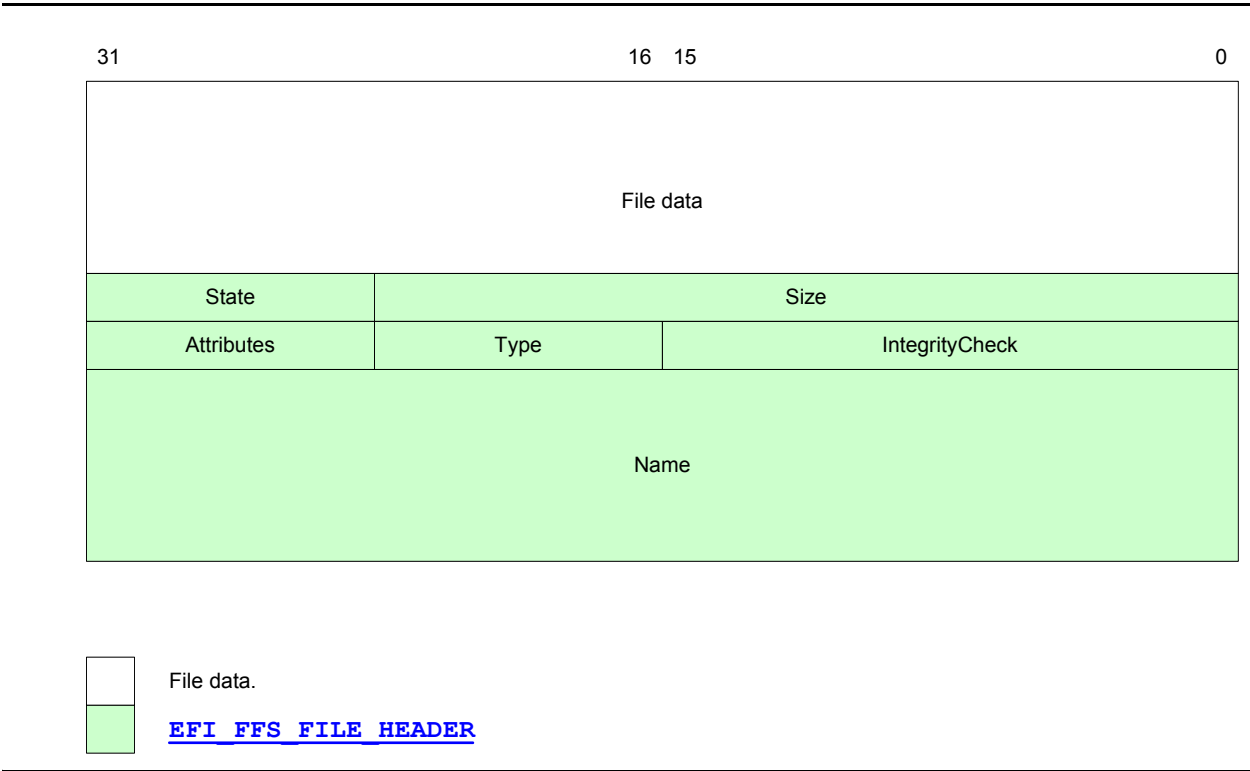 31 16 15 0
File data
State Size
Attributes Type IntegrityCheck
Name
File data.
EFI_FFS_FILE_HEADER